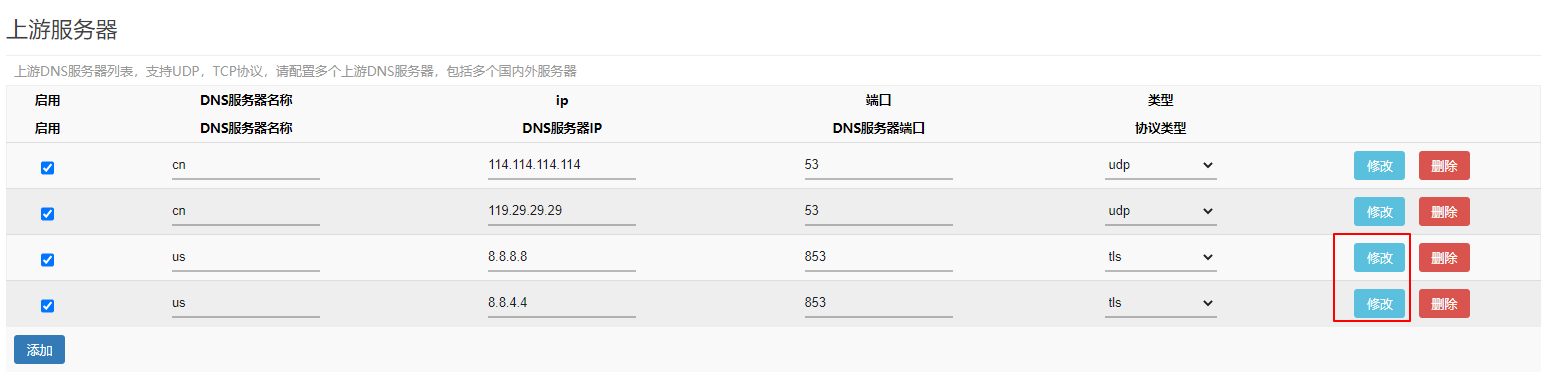 上游服务器
上游DNS服务器列表，支持UDP，TCP协议，请配置多个上游DNS服务器，包括多个国内外服务器
启用 DNS服务器名称 ip 端口 类型
启用 DNS服务器名称 DNS服务器IP DNS服务器端口 协议类型
cn 114.114.114.114 53 udp 修改 删除
cn 119.29.29.29 53 udp 修改 删除
us 8.8.8.8 853 tls 修改 删除
us 8.8.4.4 853 tls 修改 删除
添加